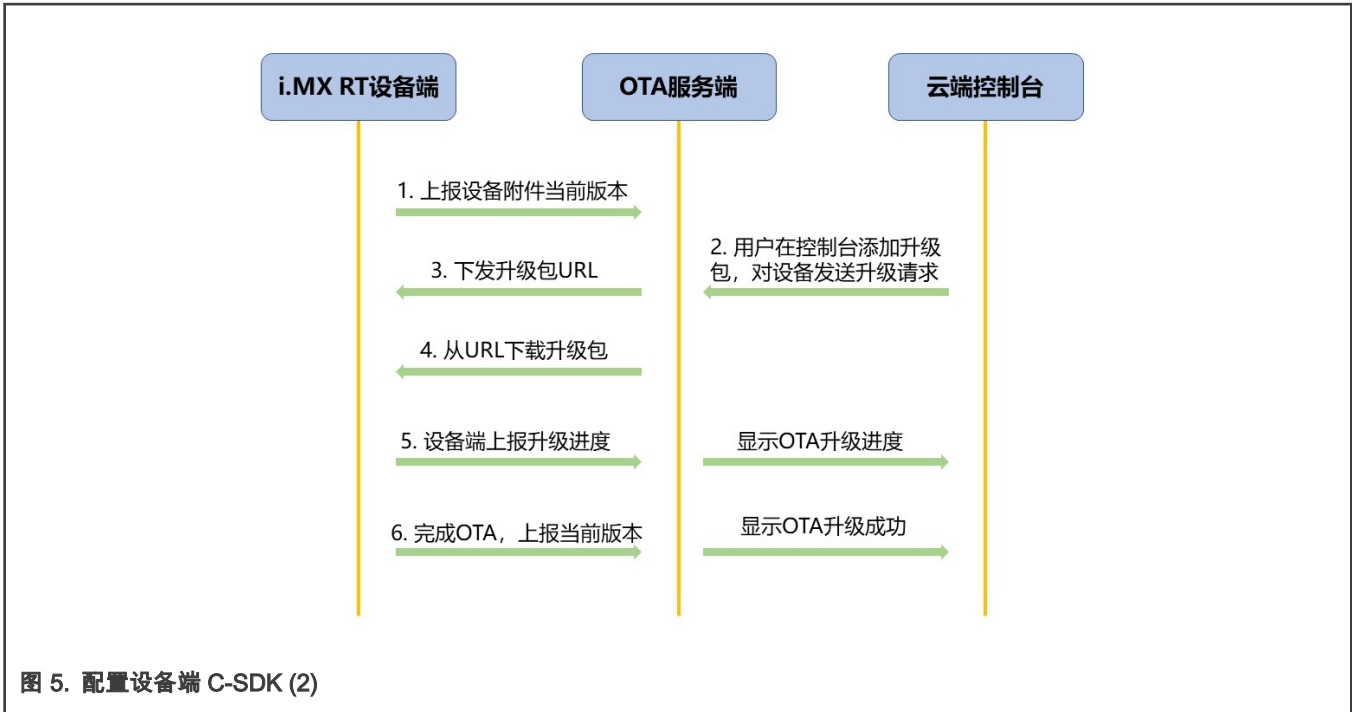 i.MX RT设备端
OTA服务端
云端控制台
1. 上报设备附件当前版本
2. 用户在控制台添加升级
包，对设备发送升级请求
3. 下发升级包URL
4. 从URL下载升级包
5. 设备端上报升级进度
显示OTA升级进度
6. 完成OTA，上报当前版本
显示OTA升级成功
图 5. 配置设备端 C-SDK (2)